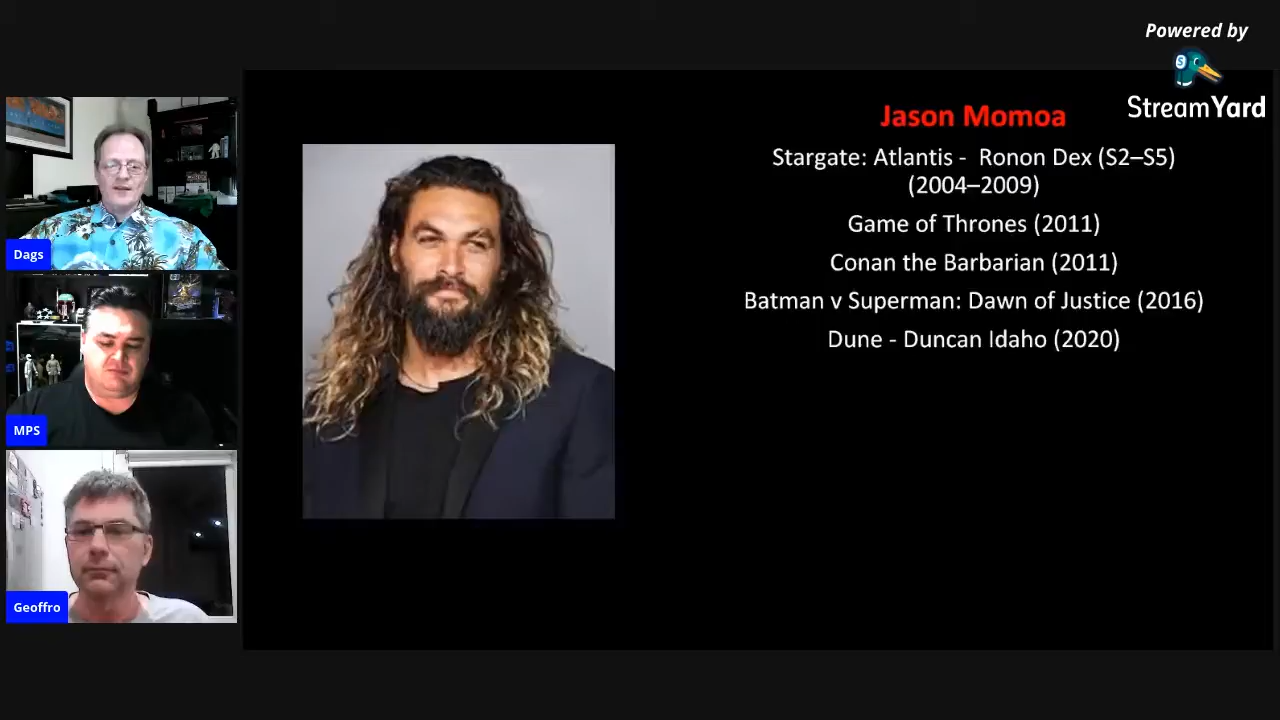 Powered by
StreamYard
Jason Momoa
Stargate: Atlantis - Ronon Dex (S2–S5)
(2004–2009)
Game of Thrones (2011)
Conan the Barbarian (2011)
Batman v Superman: Dawn of Justice (2016)
Dune - Duncan Idaho (2020)
Dags
MPS
Geoffro